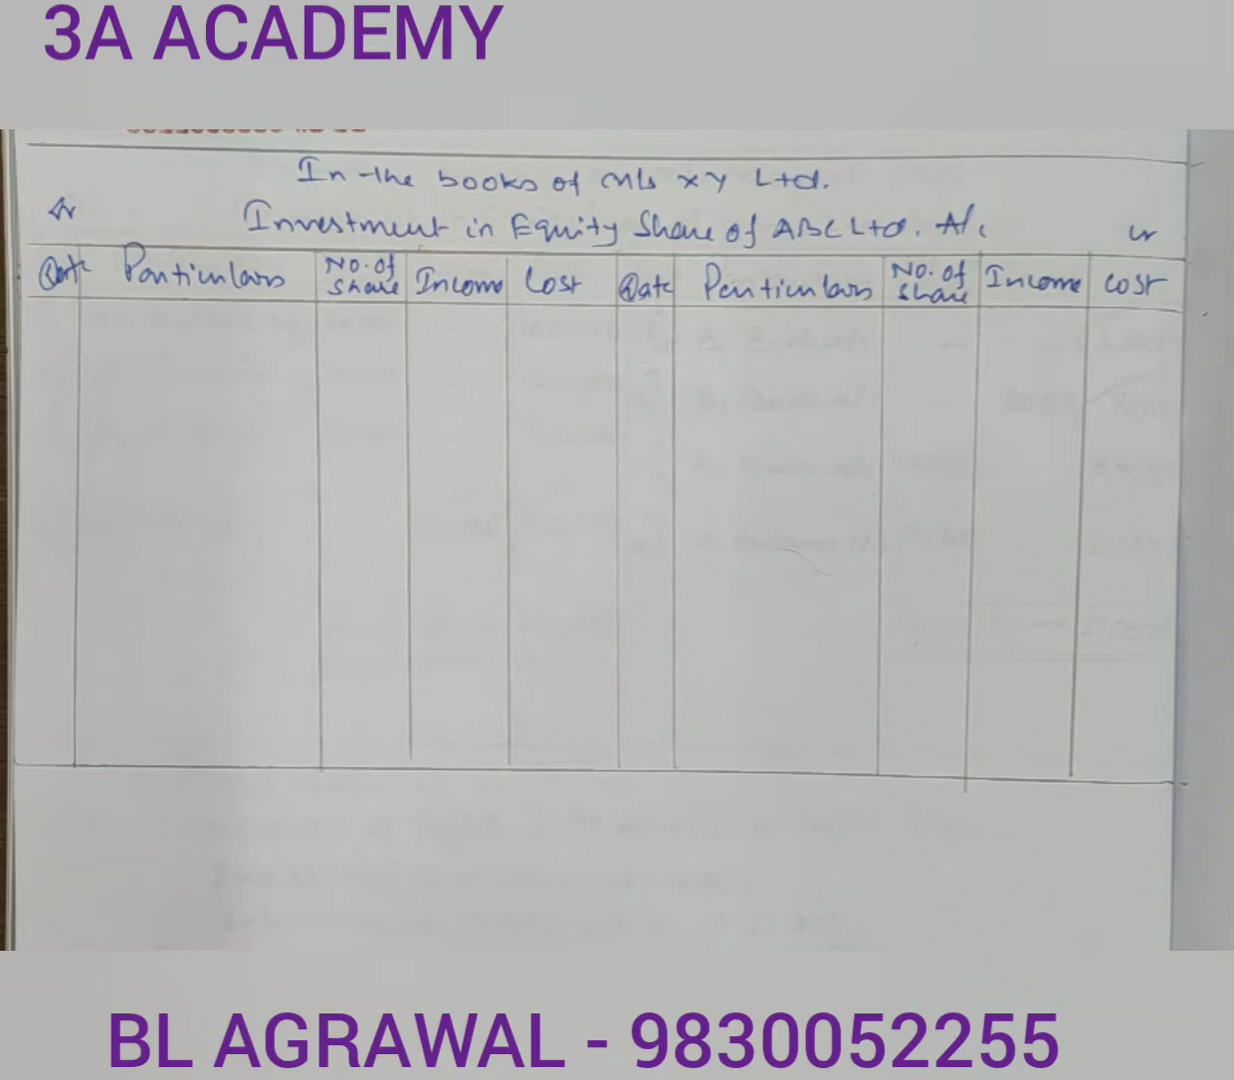 3A ACADEMY
In the books of M/s XY Ltd.
Dr
Investment in Equity Share of ABC Ltd. A/c
Cr
Date Particulars No. of Share Income Cost Date Particulars No. of Share Income Cost
BL AGRAWAL - 9830052255